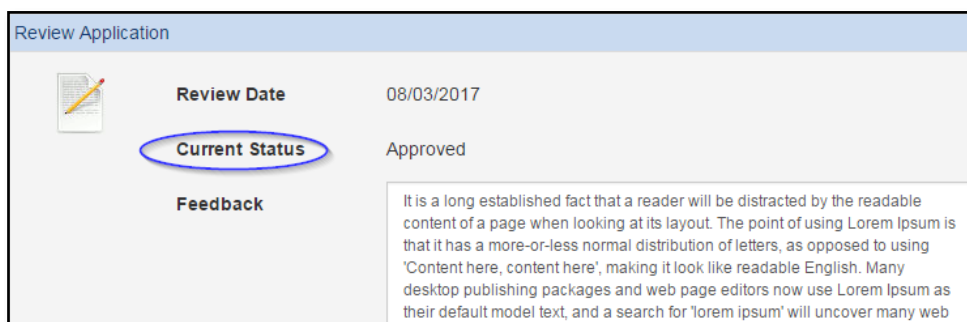 Review Application
Review Date 08/03/2017
Current Status Approved
Feedback
It is a long established fact that a reader will be distracted by the readable
content of a page when looking at its layout. The point of using Lorem Ipsum is
that it has a more-or-less normal distribution of letters, as opposed to using
'Content here, content here', making it look like readable English. Many
desktop publishing packages and web page editors now use Lorem Ipsum as
their default model text, and a search for 'lorem ipsum' will uncover many web